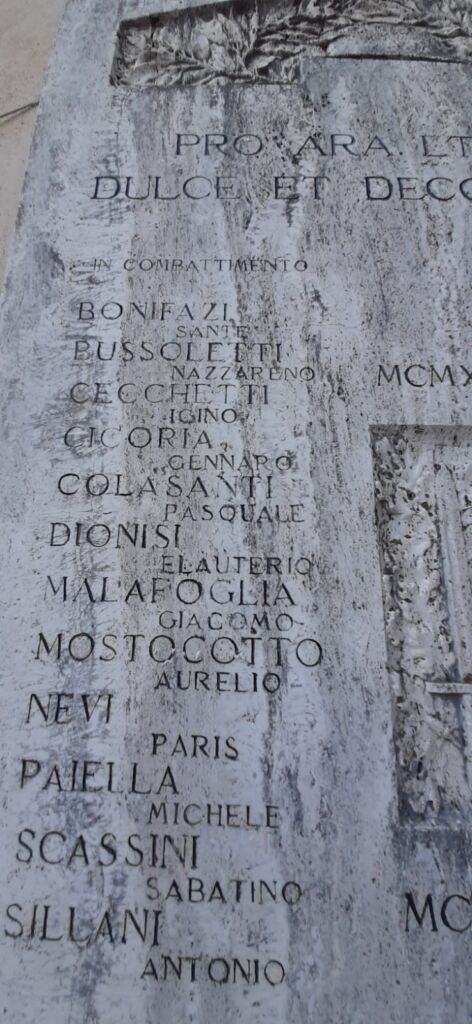 PRO ARA ET
DULCE ET DECO
IN COMBATTIMENTO
BONIFAZI
SANTE
BUSSOLETTI
NAZZARENO
MCMX
CECCHETTI
IGINO
CICORIA
GENNARO
COLASANTI
PASQUALE
DIONISI
ELAUTERIO
MALAFOGLIA
GIACOMO
MOSTOCOTTO
AURELIO
NEVI
PARIS
PAIELLA
MICHELE
SCASSINI
SABATINO
SILLANI
MC
ANTONIO